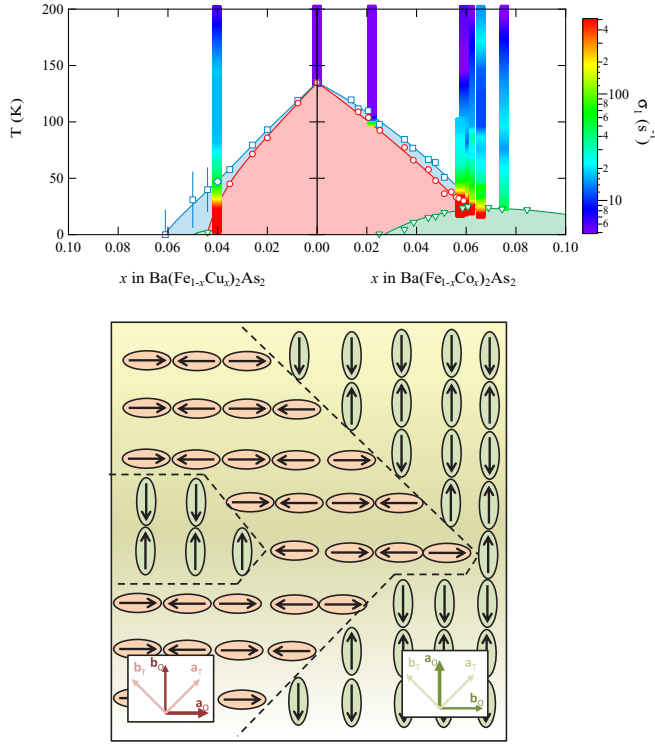 200
150
100
50
0
T (K)
0.10
0.08
0.06
0.04
0.02
0.00
0.02
0.04
0.06
0.08
0.10
x in Ba(Fe1-xCux)2As2
x in Ba(Fe1-xCox)2As2
4
2
100
8
6
4
2
10
8
6
σ1 (s-1)
bT
bO
aT
aO
bT
aO
aT
bO